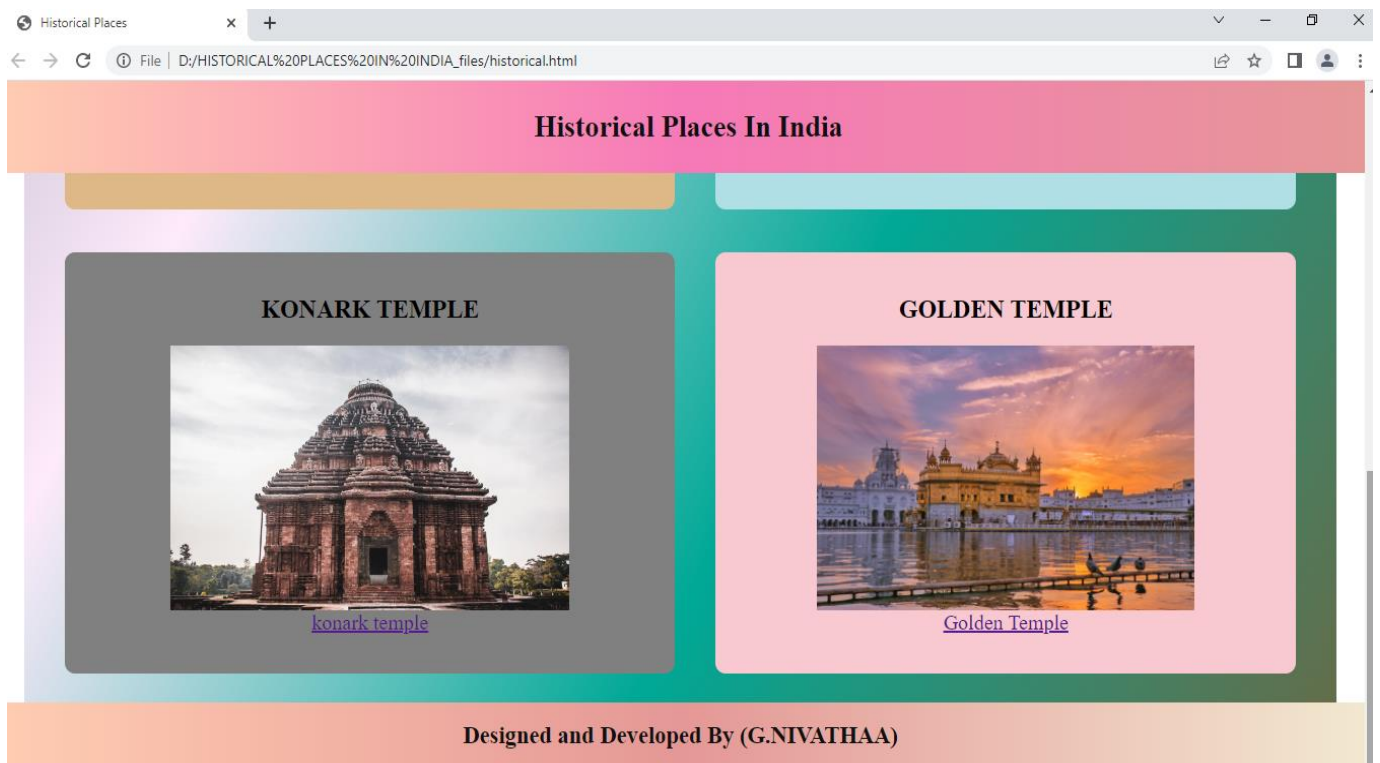 Historical Places
File | D:/HISTORICAL%20PLACES%20IN%20INDIA_files/historical.html
Historical Places In India
KONARK TEMPLE
GOLDEN TEMPLE
konark temple
Golden Temple
Designed and Developed By (G.NIVATHAA)